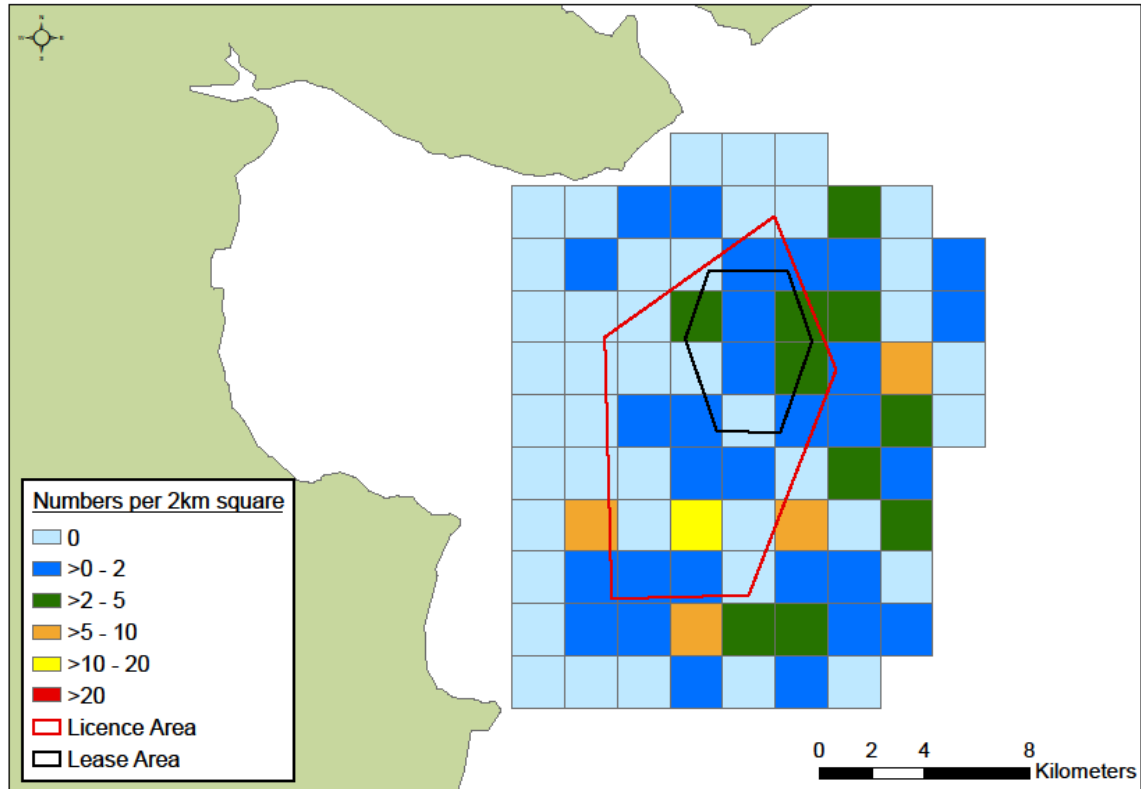 N
W E
S
Numbers per 2km square
0
>0 - 2
>2 - 5
>5 - 10
>10 - 20
>20
Licence Area
Lease Area
0 2 4 8
Kilometers